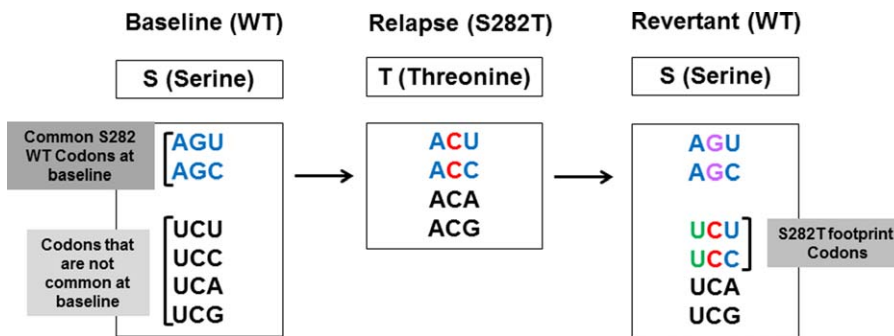 Baseline (WT)
Relapse (S282T)
Revertant (WT)
S (Serine)
T (Threonine)
S (Serine)
Common S282
WT Codons at
baseline
AGU
AGC
Codons that
are not
common at
baseline
UCU
UCC
UCA
UCG
ACU
ACC
ACA
ACG
AGU
AGC
UCU
UCC
UCA
UCG
S282T footprint
Codons